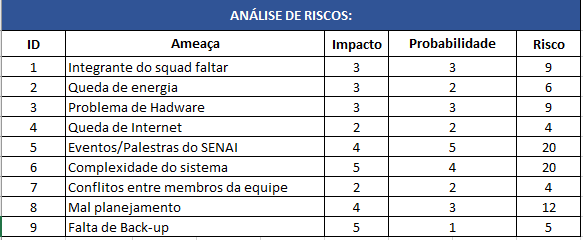 ANÁLISE DE RISCOS:
ID Ameaça Impacto Probabilidade Risco
1 Integrante do squad faltar 3 3 9
2 Queda de energia 3 2 6
3 Problema de Hadware 3 3 9
4 Queda de Internet 2 2 4
5 Eventos/Palestras do SENAI 4 5 20
6 Complexidade do sistema 5 4 20
7 Conflitos entre membros da equipe 2 2 4
8 Mal planejamento 4 3 12
9 Falta de Back-up 5 1 5